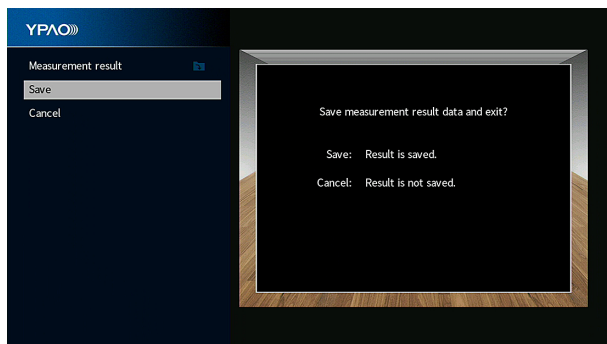 YPAO
Measurement result
Save
Cancel
Save measurement result data and exit?
Save: Result is saved.
Cancel: Result is not saved.